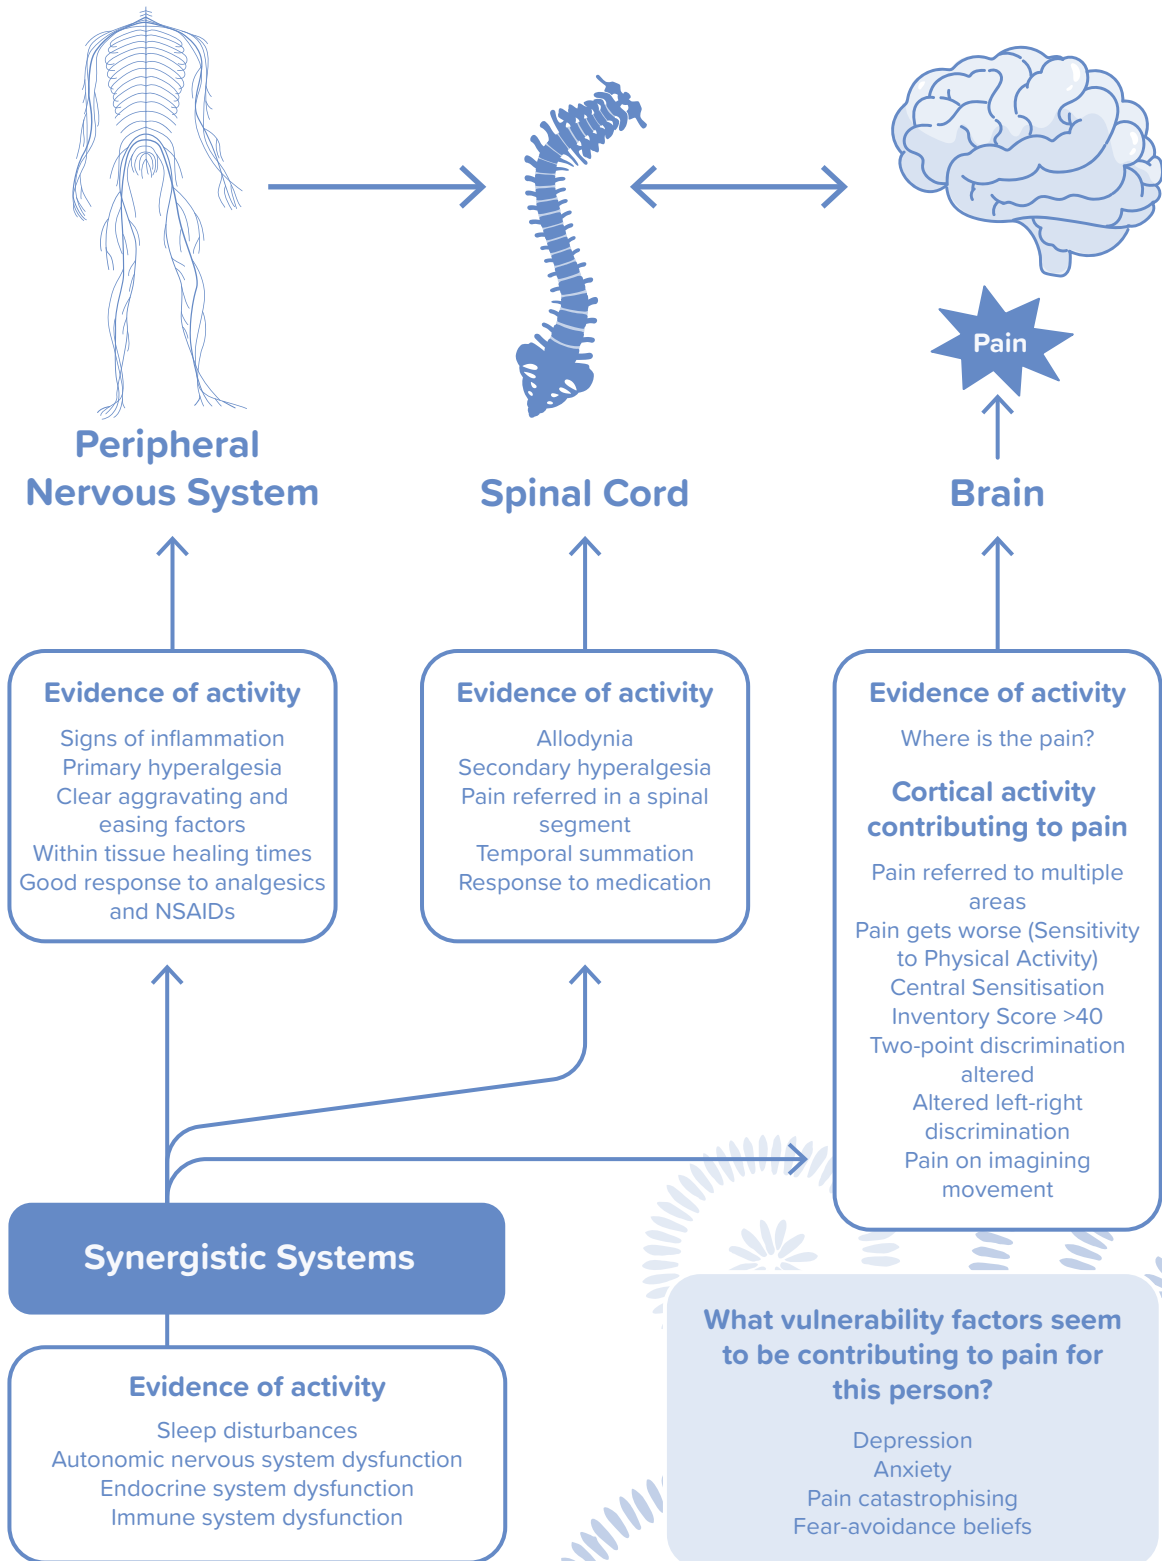 Pain
Peripheral
Nervous System
Spinal Cord
Brain
Evidence of activity
Signs of inflammation
Primary hyperalgesia
Clear aggravating and
easing factors
Within tissue healing times
Good response to analgesics
and NSAIDs
Evidence of activity
Allodynia
Secondary hyperalgesia
Pain referred in a spinal
segment
Temporal summation
Response to medication
Evidence of activity
Where is the pain?
Cortical activity
contributing to pain
Pain referred to multiple
areas
Pain gets worse (Sensitivity
to Physical Activity)
Central Sensitisation
Inventory Score >40
Two-point discrimination
altered
Altered left-right
discrimination
Pain on imagining
movement
Synergistic Systems
Evidence of activity
Sleep disturbances
Autonomic nervous system dysfunction
Endocrine system dysfunction
Immune system dysfunction
What vulnerability factors seem
to be contributing to pain for
this person?
Depression
Anxiety
Pain catastrophising
Fear-avoidance beliefs